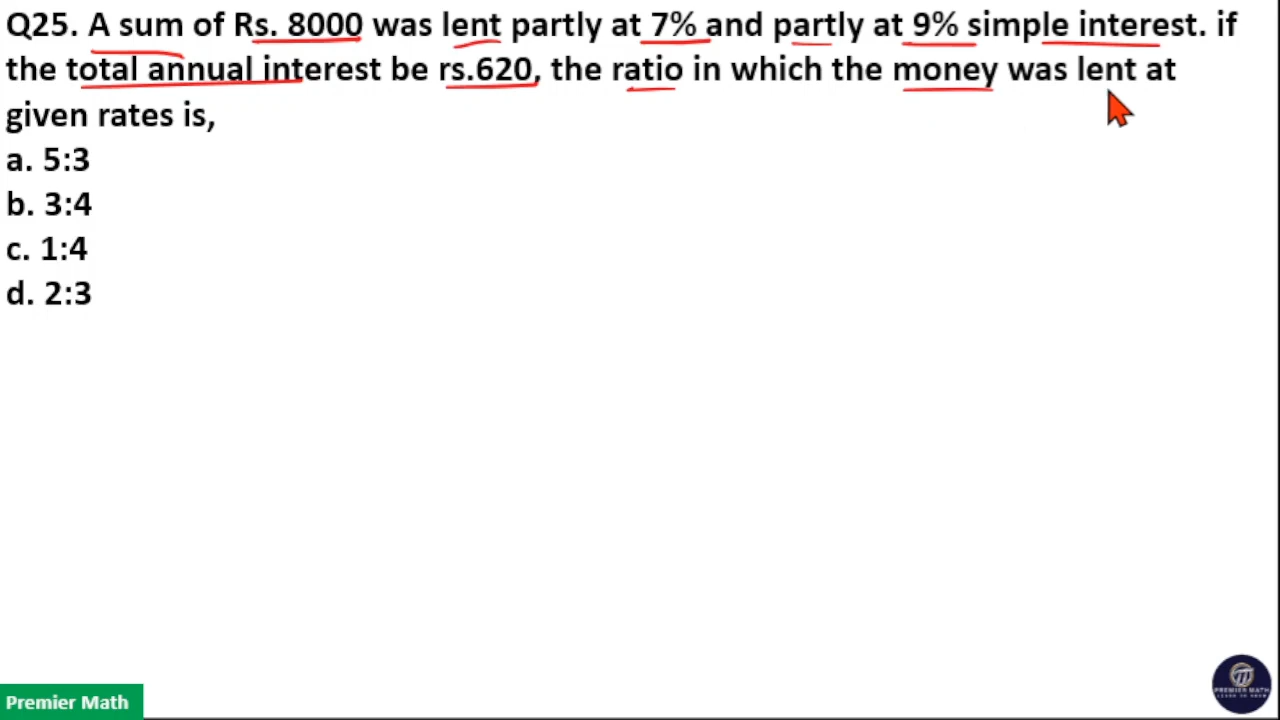 Q25. A sum of Rs. 8000 was lent partly at 7% and partly at 9% simple interest. if
the total annual interest be rs.620, the ratio in which the money was lent at
given rates is,
a. 5:3
b. 3:4
c. 1:4
d. 2:3
Premier Math
PREMIER MATH